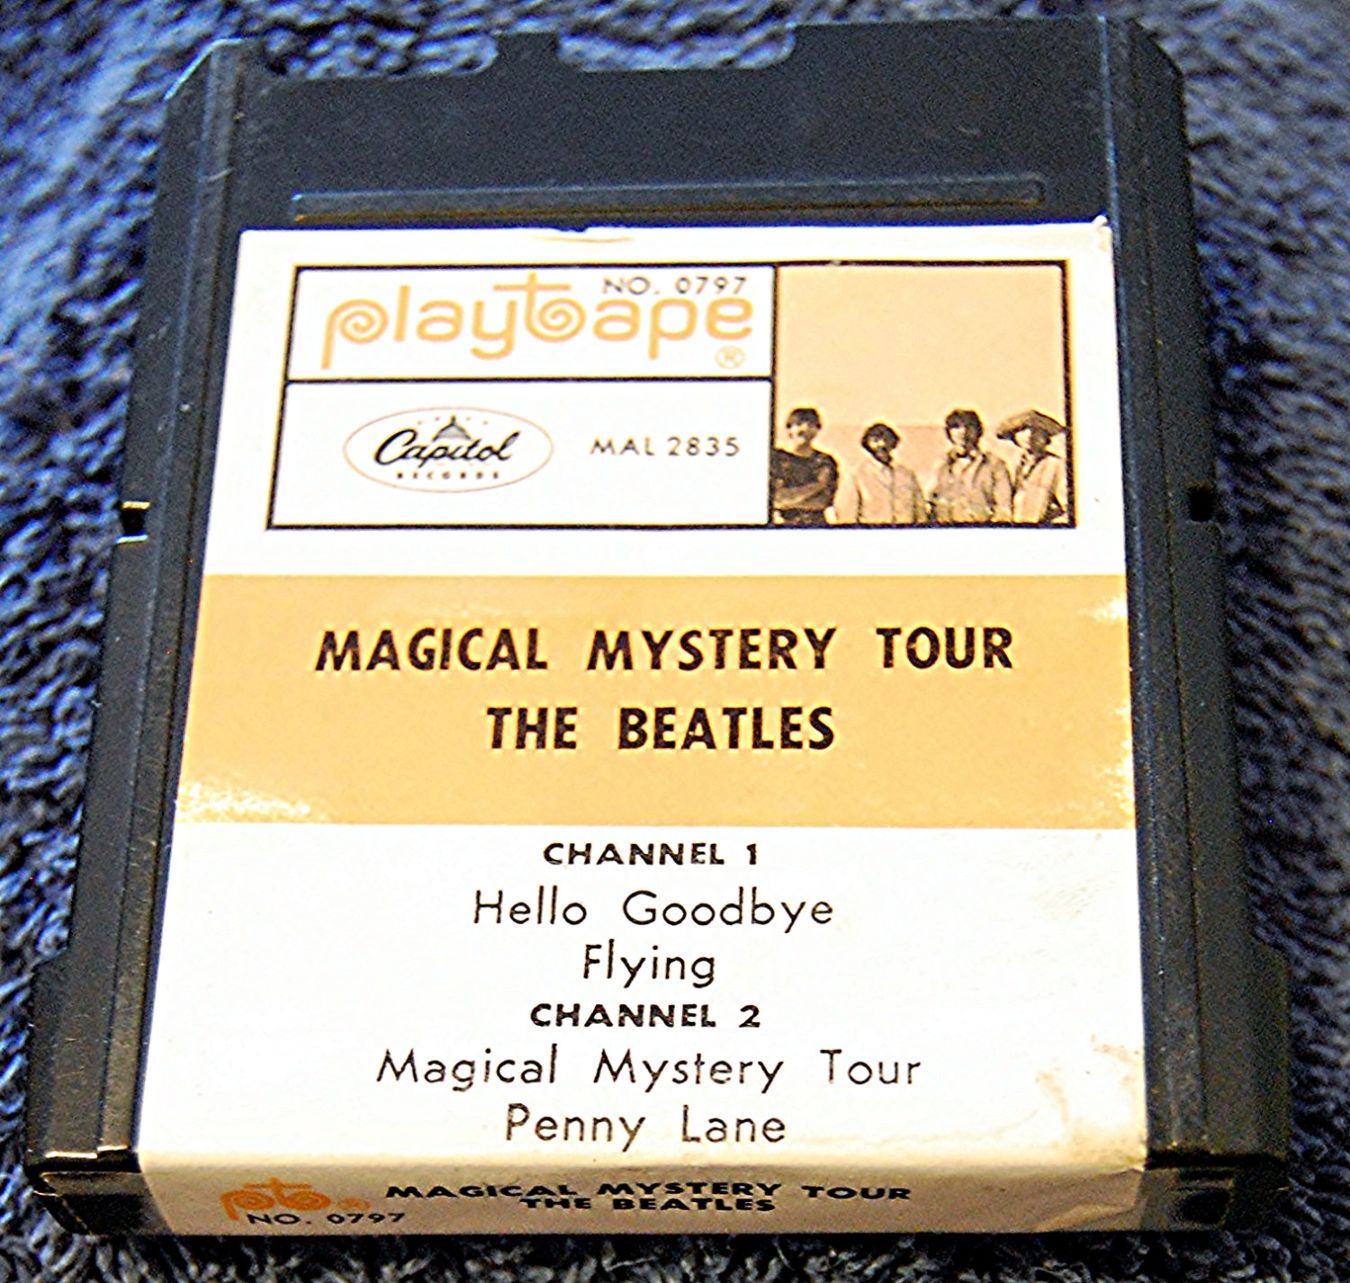 NO. 0797
playtape
®
Capitol
RECORDS
MAL 2835
MAGICAL MYSTERY TOUR
THE BEATLES
CHANNEL 1
Hello Goodbye
Flying
CHANNEL 2
Magical Mystery Tour
Penny Lane
pt® MAGICAL MYSTERY TOUR
THE BEATLES
NO. 0797